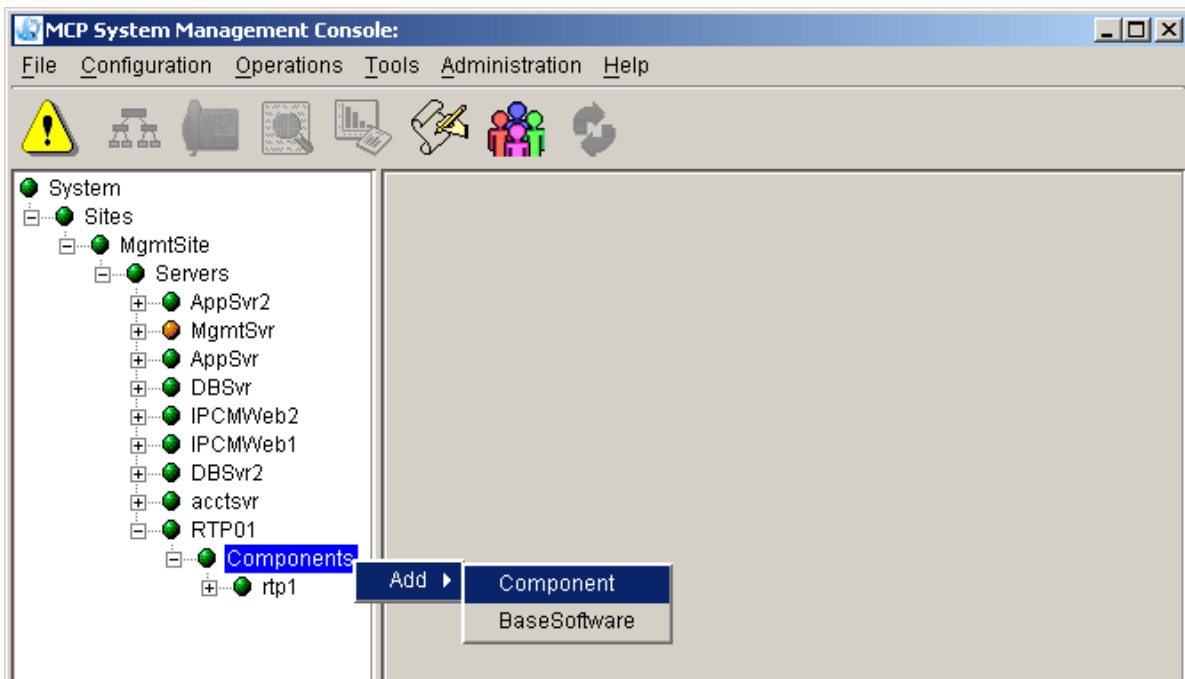 MCP System Management Console:
File Configuration Operations Tools Administration Help
System
Sites
MgmtSite
Servers
AppSvr2
MgmtSvr
AppSvr
DBSvr
IPCMWeb2
IPCMWeb1
DBSvr2
acctsvr
RTP01
Components
rtp1
Add
Component
BaseSoftware